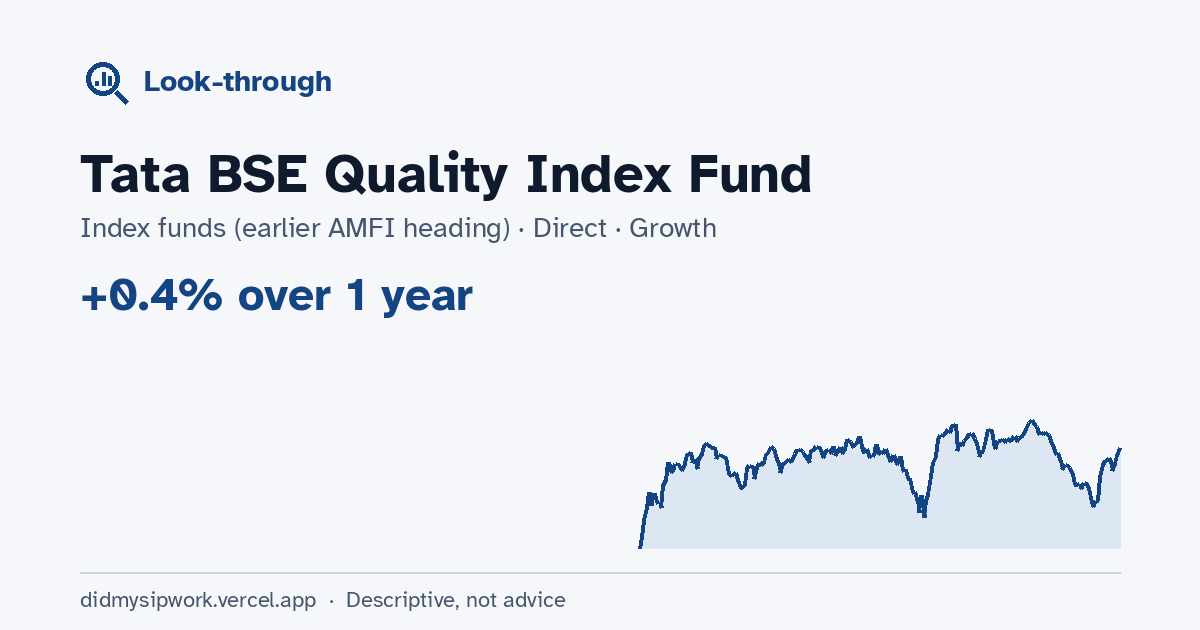 Look-through
Tata BSE Quality Index Fund
Index funds (earlier AMFI heading) · Direct · Growth
+0.4% over 1 year
didmysipwork.vercel.app · Descriptive, not advice